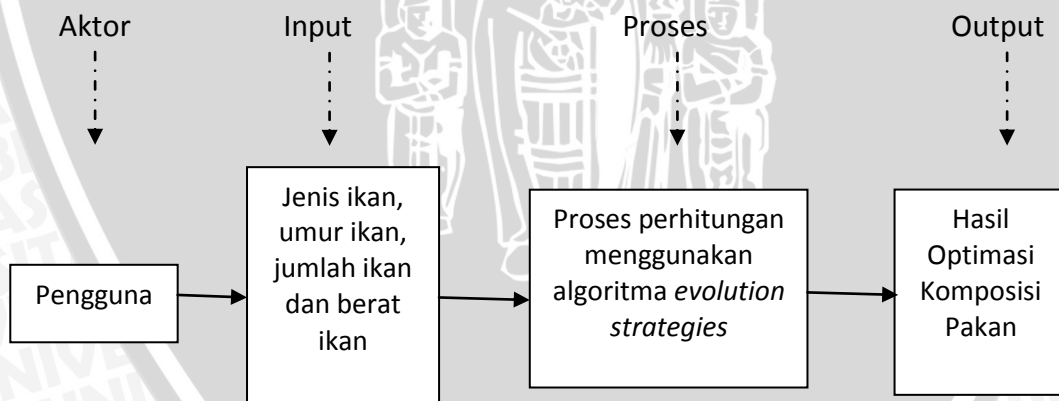 Aktor
Input
Proses
Output
Pengguna
Jenis ikan,
umur ikan,
jumlah ikan
dan berat
ikan
Proses perhitungan
menggunakan
algoritma evolution
strategies
Hasil
Optimasi
Komposisi
Pakan